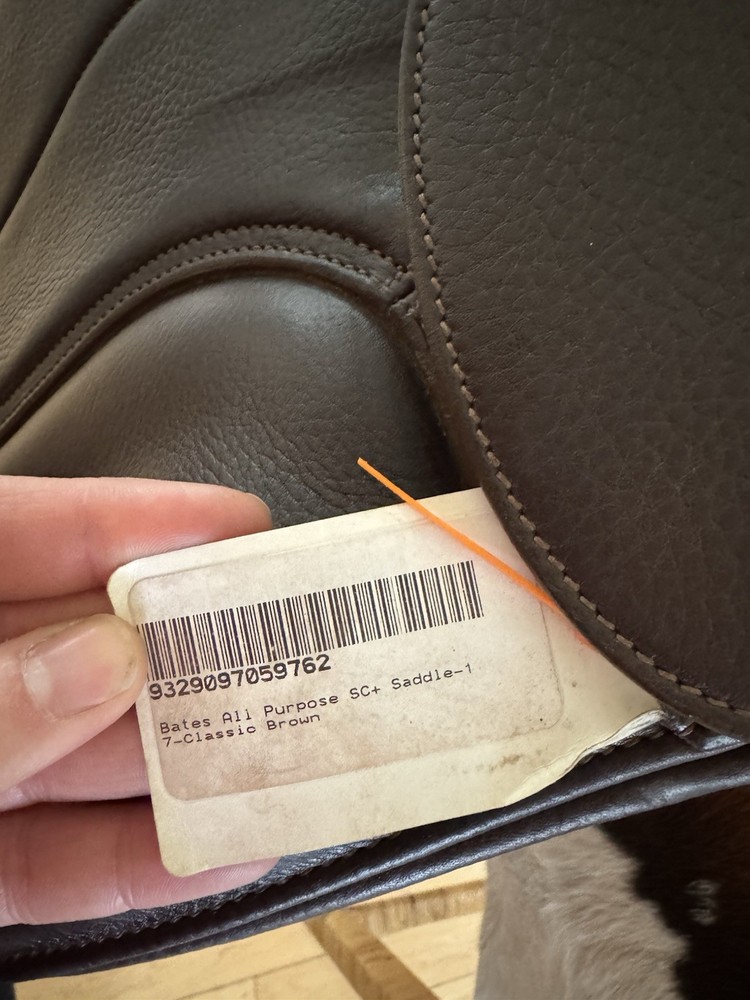 9329097059762
Bates All Purpose SC+ Saddle-1
7-Classic Brown